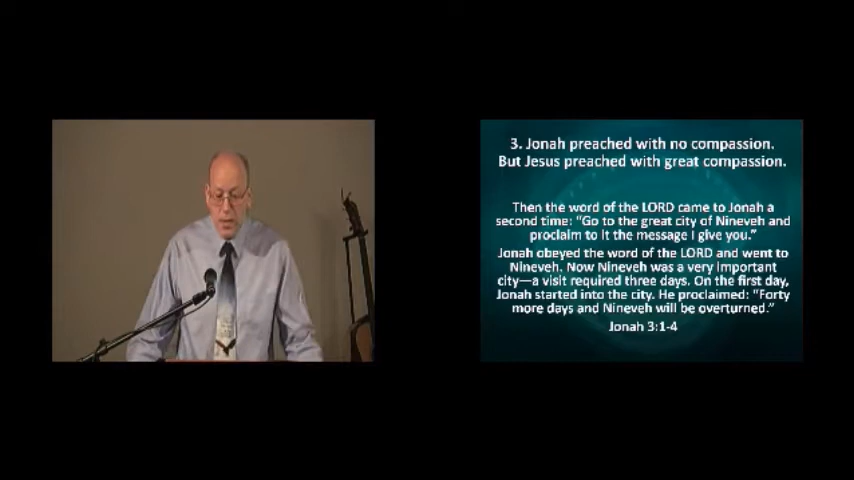 3. Jonah preached with no compassion.
But Jesus preached with great compassion.
Then the word of the LORD came to Jonah a
second time: “Go to the great city of Nineveh and
proclaim to it the message I give you.”
Jonah obeyed the word of the LORD and went to
Nineveh. Now Nineveh was a very important
city—a visit required three days. On the first day,
Jonah started into the city. He proclaimed: “Forty
more days and Nineveh will be overturned.”
Jonah 3:1-4